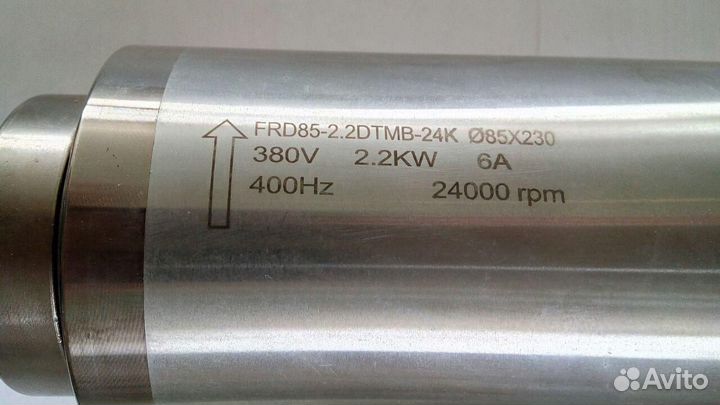 FRD85-2.2DTMB-24K Ø85X230
380V 2.2KW 6A
400Hz 24000 rpm
Avito